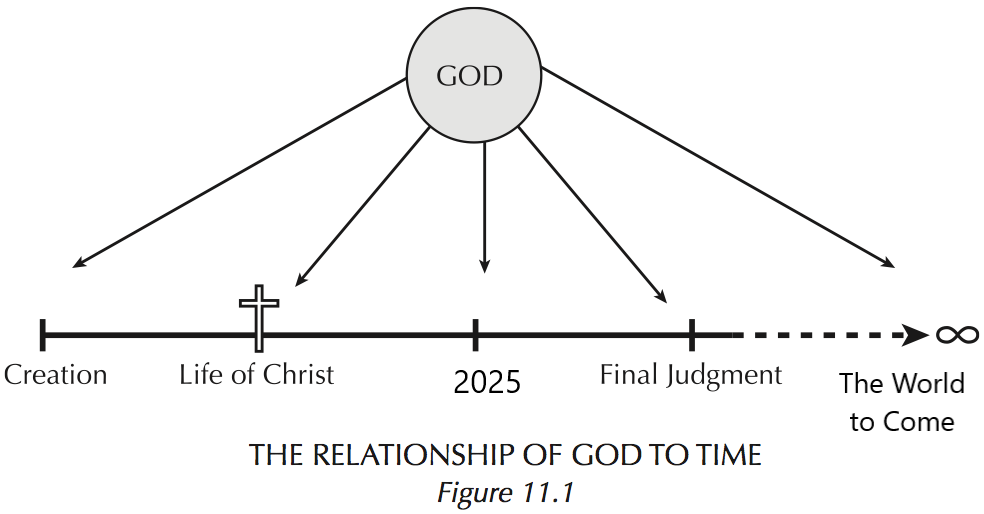 GOD
∞
Creation
Life of Christ
2025
Final Judgment
The World
to Come
THE RELATIONSHIP OF GOD TO TIME
Figure 11.1